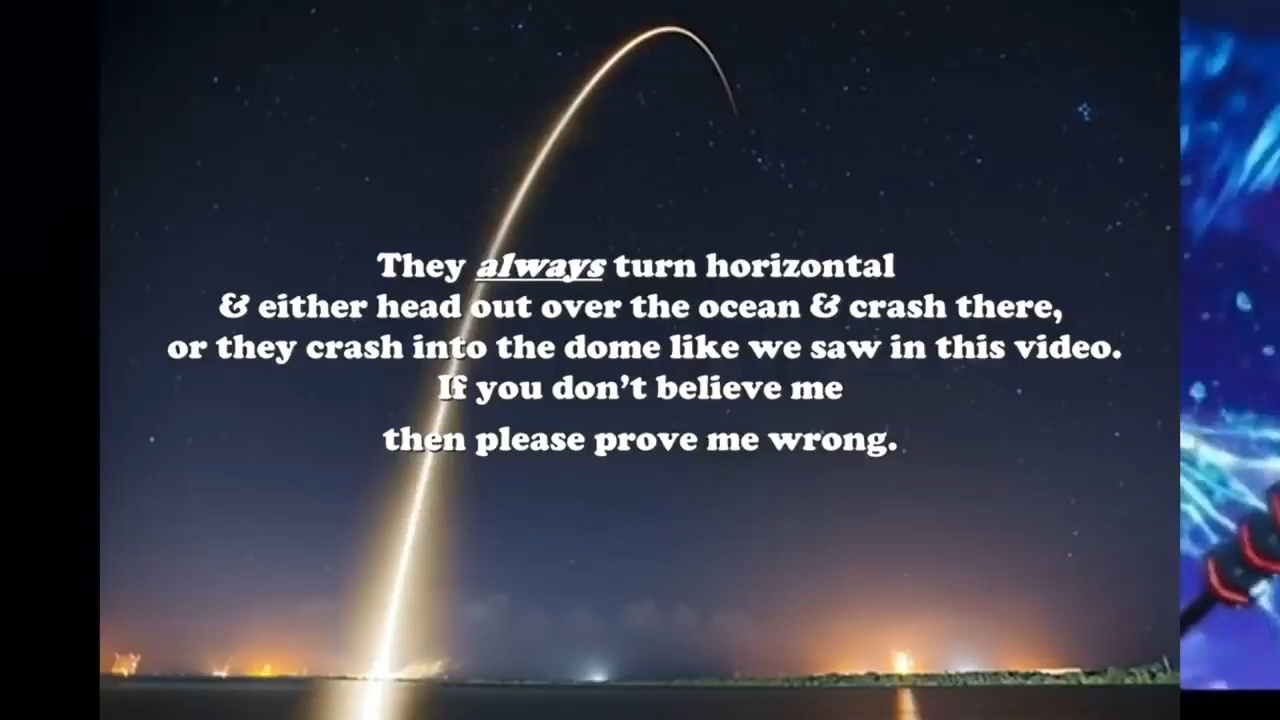 They always turn horizontal
& either head out over the ocean & crash there,
or they crash into the dome like we saw in this video.
If you don’t believe me
then please prove me wrong.